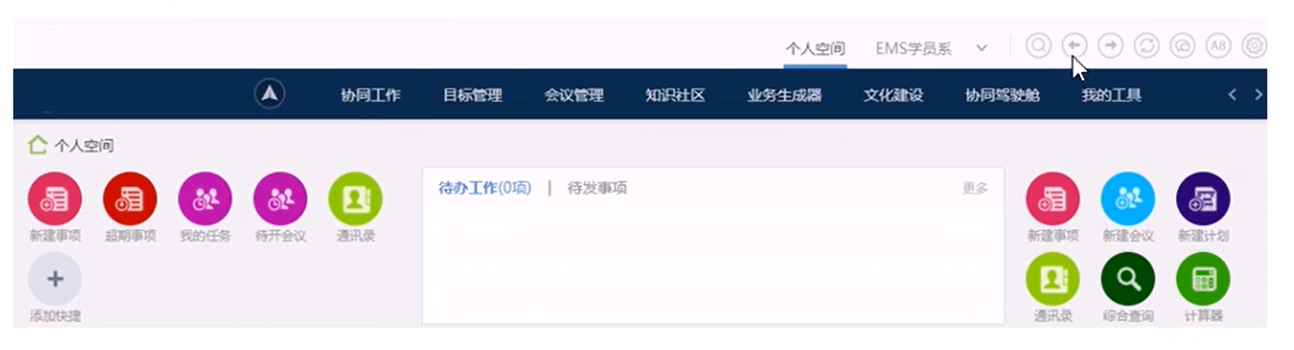 个人空间 EMS学员系 A8
协同工作 目标管理 会议管理 知识社区 业务生成器 文化建设 协同驾驶舱 我的工具
个人空间
待办工作(0项) | 待发事项 更多
新建事项 超期事项 我的任务 待开会议 通讯录 新建事项 新建会议 新建计划
添加快捷 通讯录 综合查询 计算器